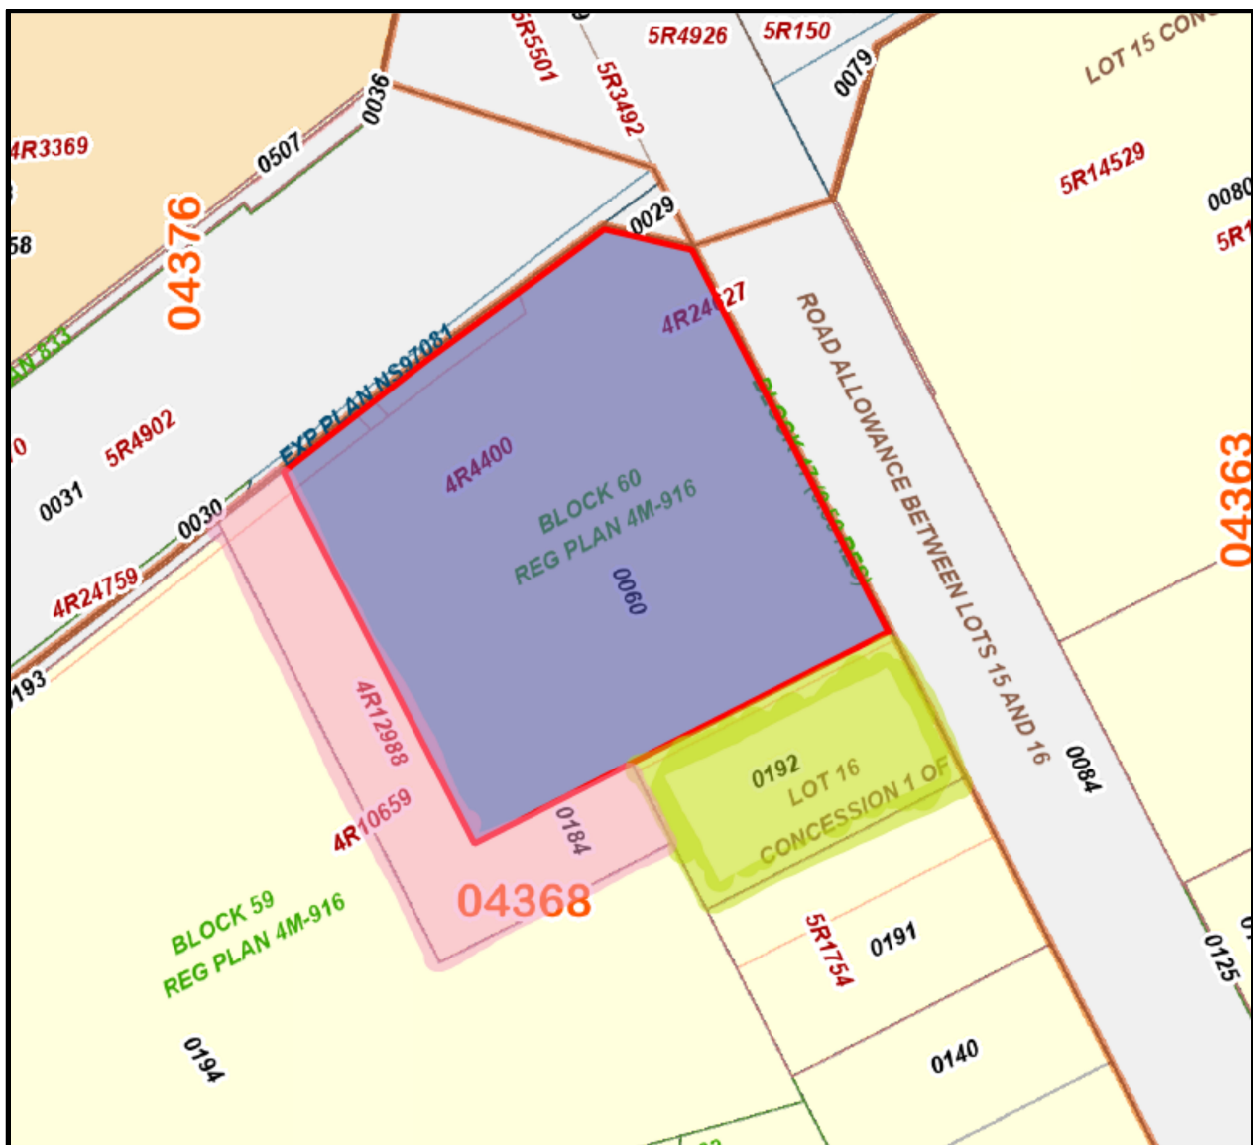 5R5501
5R4926
5R150
LOT 15
5R3492
0079
0036
4R3369
0507
5R14529
0080
04376
58
0029
4R24627
ROAD ALLOWANCE BETWEEN LOTS 15 AND 16
EXP PLAN NS97081
5R4902
4R4400
BLOCK 60
REG PLAN 4M-916
0060
04363
0031
0030
4R24759
0193
4R12988
4R10659
0192
LOT 16
CONCESSION 1 OF
0084
0184
04368
BLOCK 59
REG PLAN 4M-916
5R1754
0191
0125
0194
0140